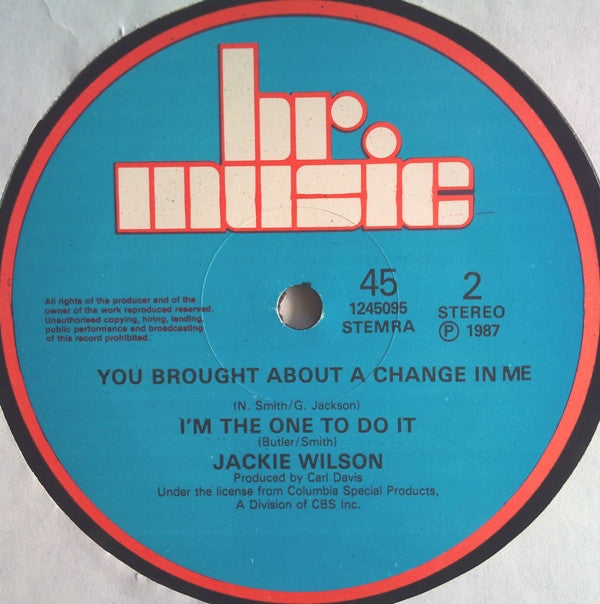 br.
music
45
1245095
STEMRA
2
STEREO
Ⓟ 1987
All rights of the producer and of the
owner of the work reproduced reserved.
Unauthorised copying, hiring, lending,
public performance and broadcasting
of this record prohibited.
YOU BROUGHT ABOUT A CHANGE IN ME
(N. Smith/G. Jackson)
I'M THE ONE TO DO IT
(Butler/Smith)
JACKIE WILSON
Produced by Carl Davis
Under the license from Columbia Special Products,
A Division of CBS Inc.